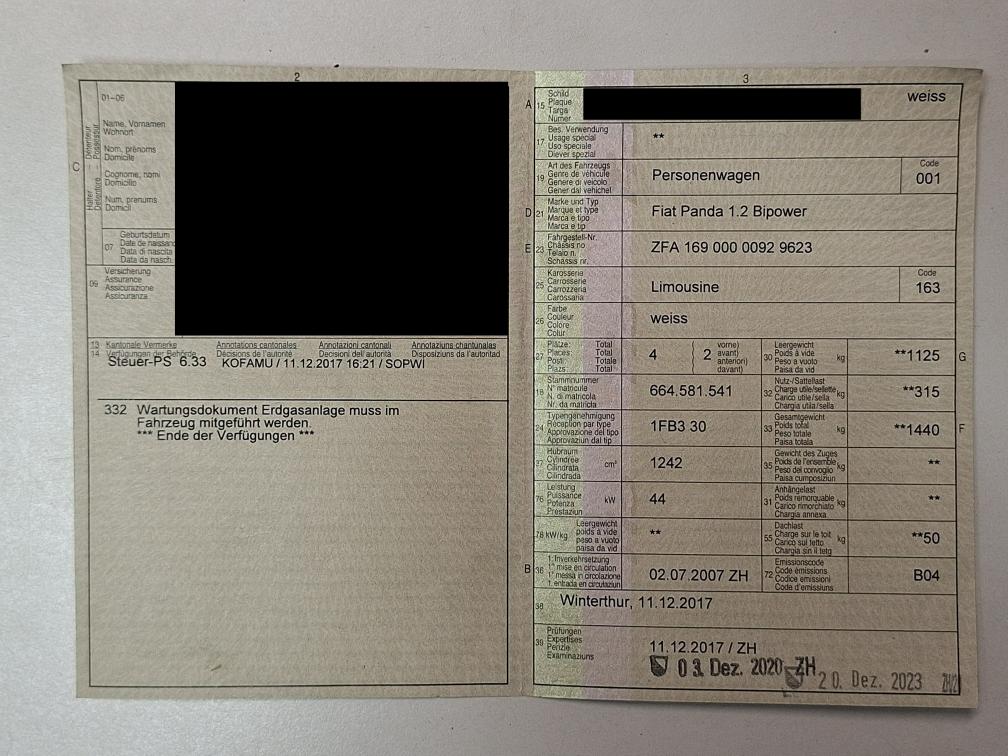 2
01-06
Halter – Détenteur
Detentore – Possessur
C
Name, Vornamen
Wohnort
Nom, prénoms
Domicile
Cognome, nomi
Domicilio
Num, prenums
Domicil
07
Geburtsdatum
Date de naissanc
Data di nascita
Data da nasch.
09
Versicherung
Assurance
Assicurazione
Assicuranza
13 Kantonale Vermerke Annotations cantonales Annotazioni cantonali Annotaziuns chantunalas
14 Verfügungen der Behörde Décisions de l'autorité Decisioni dell'autorità Disposiziuns da l'autoritad
Steuer-PS 6.33 KOFAMU / 11.12.2017 16:21 / SOPWI
332 Wartungsdokument Erdgasanlage muss im
Fahrzeug mitgeführt werden.
*** Ende der Verfügungen ***
3
A 15
Schild
Plaque
Targa
Numer
weiss
17
Bes. Verwendung
Usage spécial
Uso speciale
Diever spezial
**
19
Art des Fahrzeugs
Genre de véhicule
Genere di veicolo
Gener dal vehichel
Personenwagen
Code
001
D 21
Marke und Typ
Marque et type
Marca e tipo
Marca e tip
Fiat Panda 1.2 Bipower
E 23
Fahrgestell-Nr.
Châssis no
Telaio n.
Schassis nr.
ZFA 169 000 0092 9623
25
Karosserie
Carrosserie
Carrozzeria
Carossaria
Limousine
Code
163
26
Farbe
Couleur
Colore
Colur
weiss
27
Plätze: Total
Places: Total
Posti: Totale
Plazs: Total
4
( 2
vorne)
avant)
anteriori)
davant)
30
Leergewicht
Poids à vide
Peso a vuoto
Paisa da vid
kg
**1125
G
18
Stammnummer
N° matricule
N. di matricola
Nr. da matricla
664.581.541
32
Nutz-/Sattellast
Charge utile/sellette
Carico utile/sella
Chargia utila/sella
kg
**315
24
Typengenehmigung
Réception par type
Approvazione del tipo
Approvaziun dal tip
1FB3 30
33
Gesamtgewicht
Poids total
Peso totale
Paisa totala
kg
**1440
F
37
Hubraum
Cylindrée
Cilindrata
Cilindrada
cm³
1242
35
Gewicht des Zuges
Poids de l'ensemble
Peso del convoglio
Paisa cumposiziun
kg
**
76
Leistung
Puissance
Potenza
Prestaziun
kW
44
31
Anhängelast
Poids remorquable
Carico rimorchiato
Chargia annexa
kg
**
78 kW/kg
Leergewicht
poids à vide
peso a vuoto
paisa da vid
**
55
Dachlast
Charge sur le toit
Carico sul tetto
Chargia sin il tetg
kg
**50
B 36
1. Inverkehrsetzung
1re mise en circulation
1a messa in circolazione
1. entrada en circulaziun
02.07.2007 ZH
72
Emissionscode
Code émissions
Codice emissioni
Code d'emissiuns
B04
38
Winterthur, 11.12.2017
39
Prüfungen
Expertises
Perizie
Examinaziuns
11.12.2017 / ZH
03. Dez. 2020 ZH
20. Dez. 2023